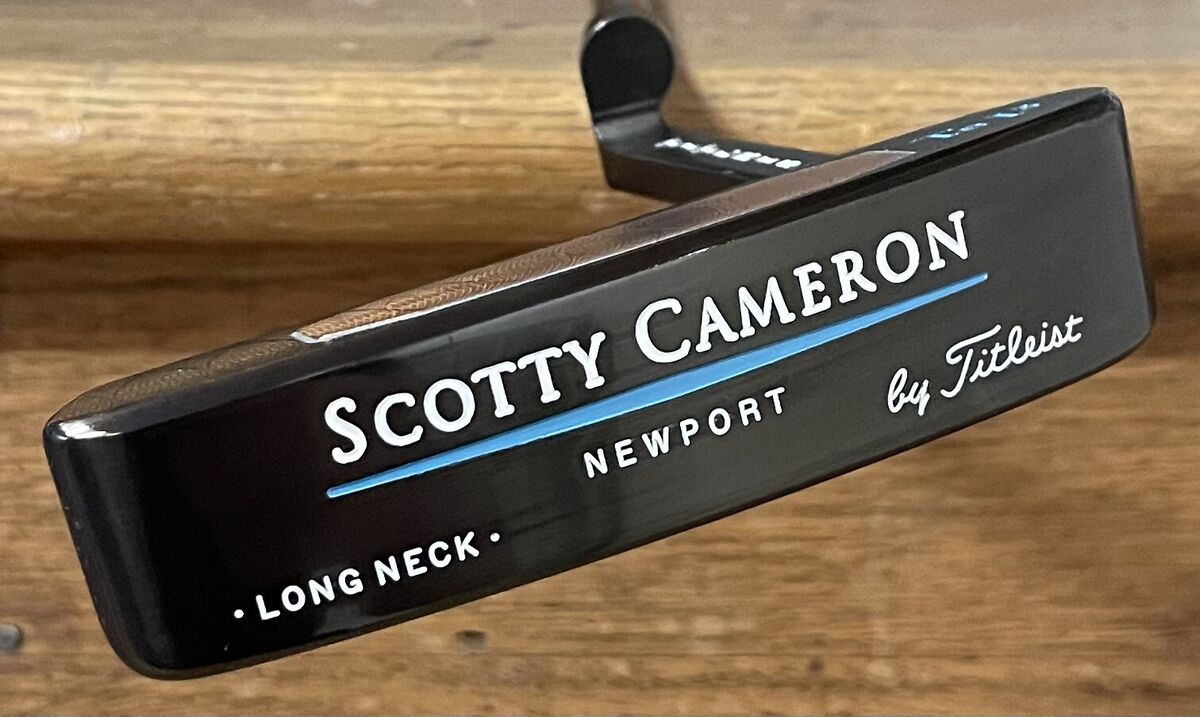 SCOTTY CAMERON
NEWPORT
by Titleist
· LONG NECK ·